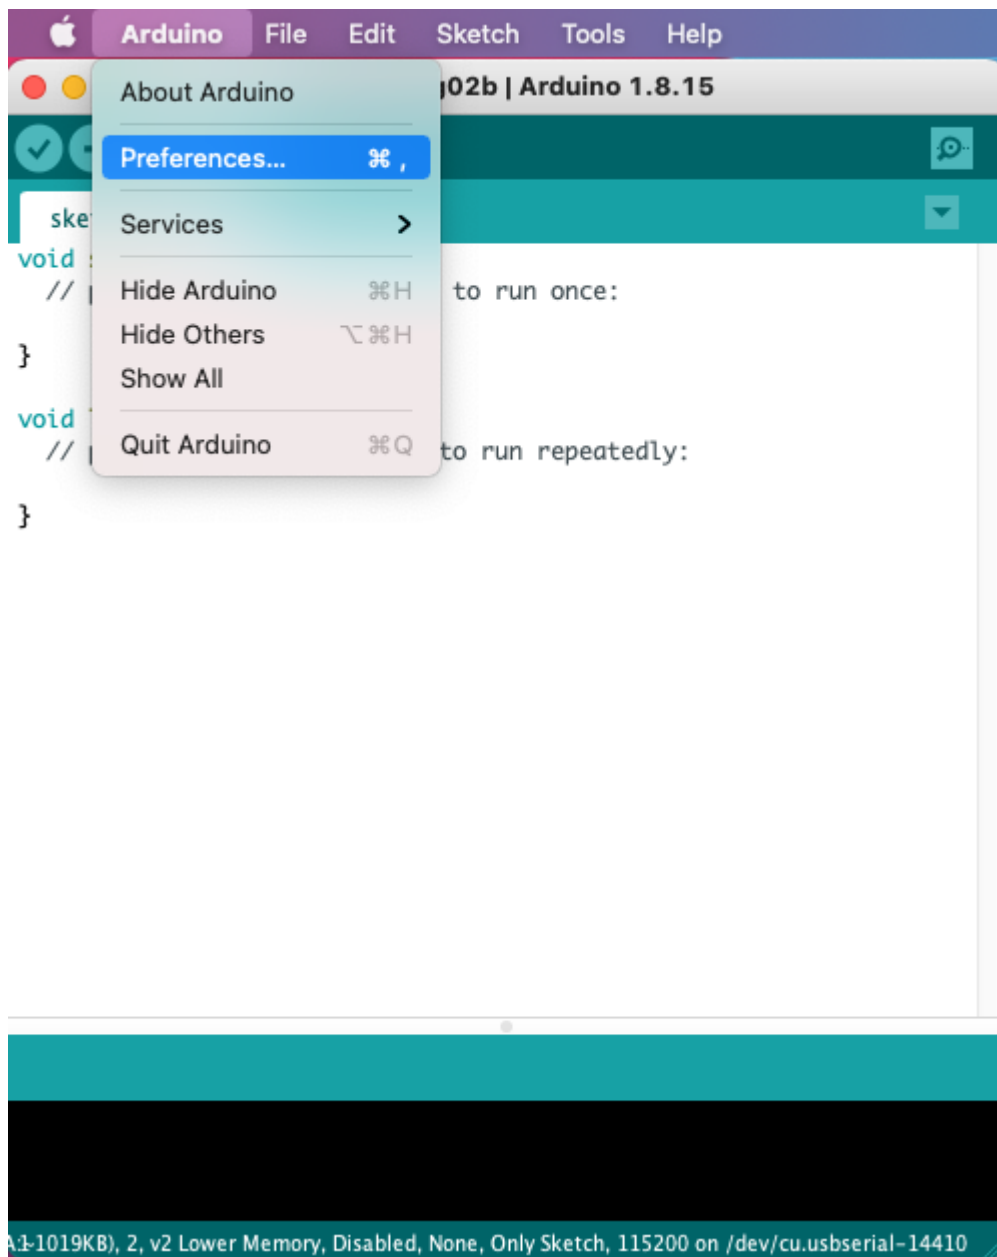 Arduino File Edit Sketch Tools Help
g02b | Arduino 1.8.15
About Arduino
Preferences... ⌘ ,
Services
Hide Arduino ⌘H
Hide Others ⌥⌘H
Show All
Quit Arduino ⌘Q
ske
void
// to run once:
}
void
// to run repeatedly:
}
1019KB), 2, v2 Lower Memory, Disabled, None, Only Sketch, 115200 on /dev/cu.usbserial-14410